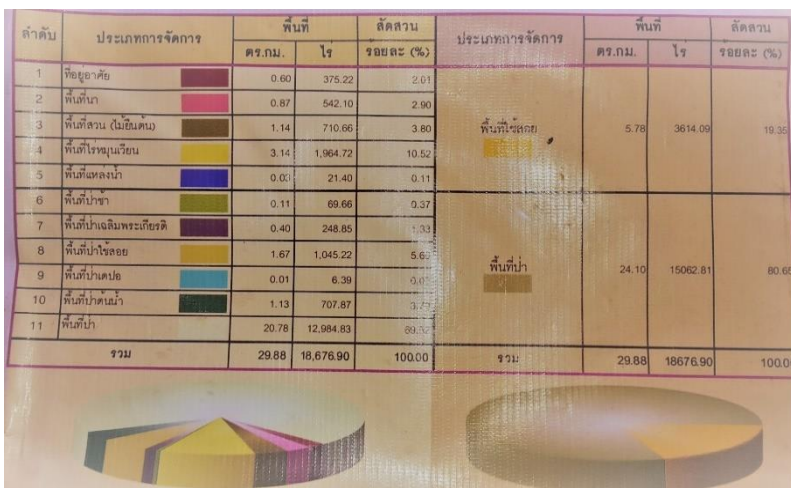 ลำดับ ประเภทการจัดการ พื้นที่ สัดส่วน ประเภทการจัดการ พื้นที่ สัดส่วน
ตร.กม. ไร่ ร้อยละ (%) ตร.กม. ไร่ ร้อยละ (%)
1 ที่อยู่อาศัย 0.60 375.22 2.01
2 พื้นที่นา 0.87 542.10 2.90
3 พื้นที่สวน (ไม้ยืนต้น) 1.14 710.66 3.80 พื้นที่ใช้สอย 5.78 3614.09 19.35
4 พื้นที่ไร่หมุนเวียน 3.14 1,964.72 10.52
5 พื้นที่แหล่งน้ำ 0.03 21.40 0.11
6 พื้นที่ป่าช้า 0.11 69.66 0.37
7 พื้นที่ป่าเฉลิมพระเกียรติ 0.40 248.85 1.33
8 พื้นที่ป่าใช้สอย 1.67 1,045.22 พื้นที่ป่า 24.10 15062.81 80.65
9 พื้นที่ป่าเดปอ 0.01 6.39
10 พื้นที่ป่าต้นน้ำ 1.13 707.87
11 พื้นที่ป่า 20.78 12,984.83
รวม 29.88 18,676.90 100.00 รวม 29.88 18676.90 100.0